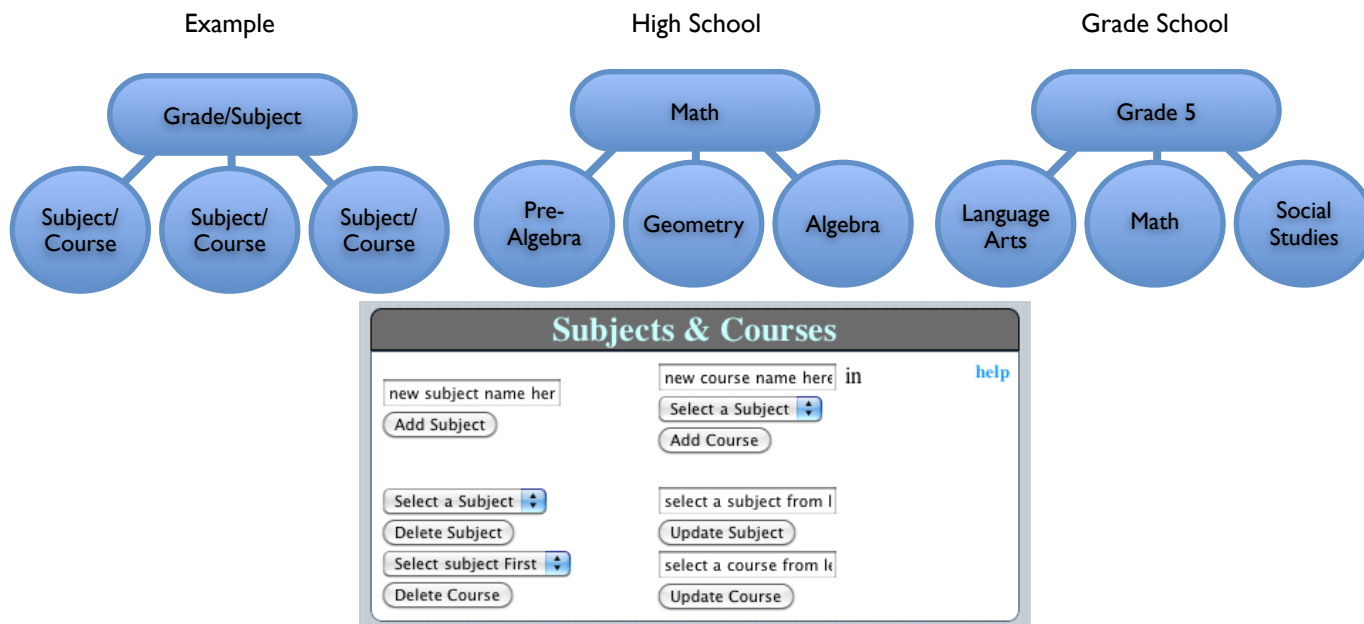 Example
High School
Grade School
Grade/Subject
Math
Grade 5
Subject/
Course
Subject/
Course
Subject/
Course
Pre-
Algebra
Geometry
Algebra
Language
Arts
Math
Social
Studies
Subjects & Courses
new subject name her
Add Subject
new course name here in
Select a Subject
Add Course
help
Select a Subject
Delete Subject
Select subject First
Delete Course
select a subject from l
Update Subject
select a course from le
Update Course